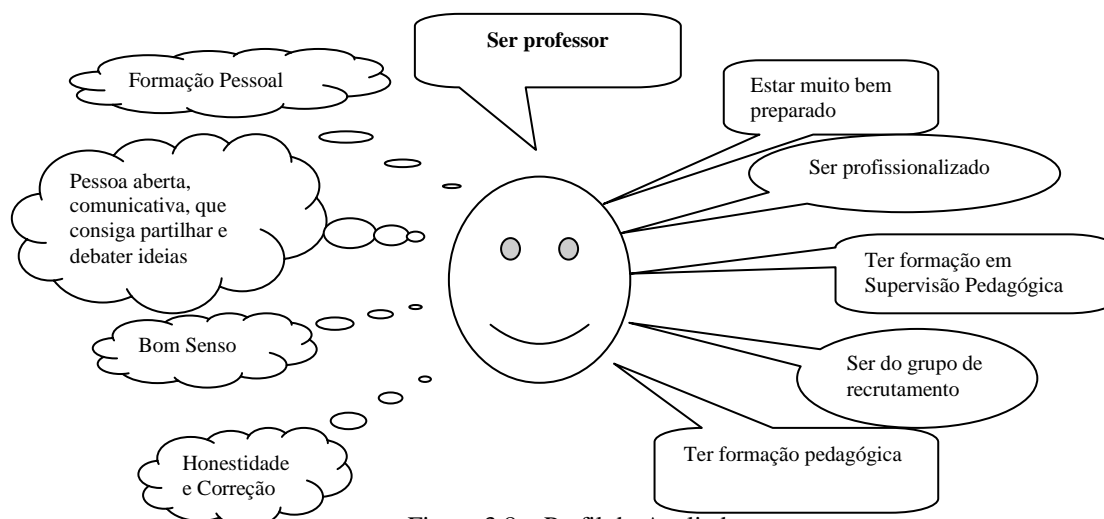 Ser professor
Formação Pessoal
Estar muito bem
preparado
Ser profissionalizado
Pessoa aberta,
comunicativa, que
consiga partilhar e
debater ideias
Ter formação em
Supervisão Pedagógica
Bom Senso
Ser do grupo de
recrutamento
Ter formação pedagógica
Honestidade
e Correção